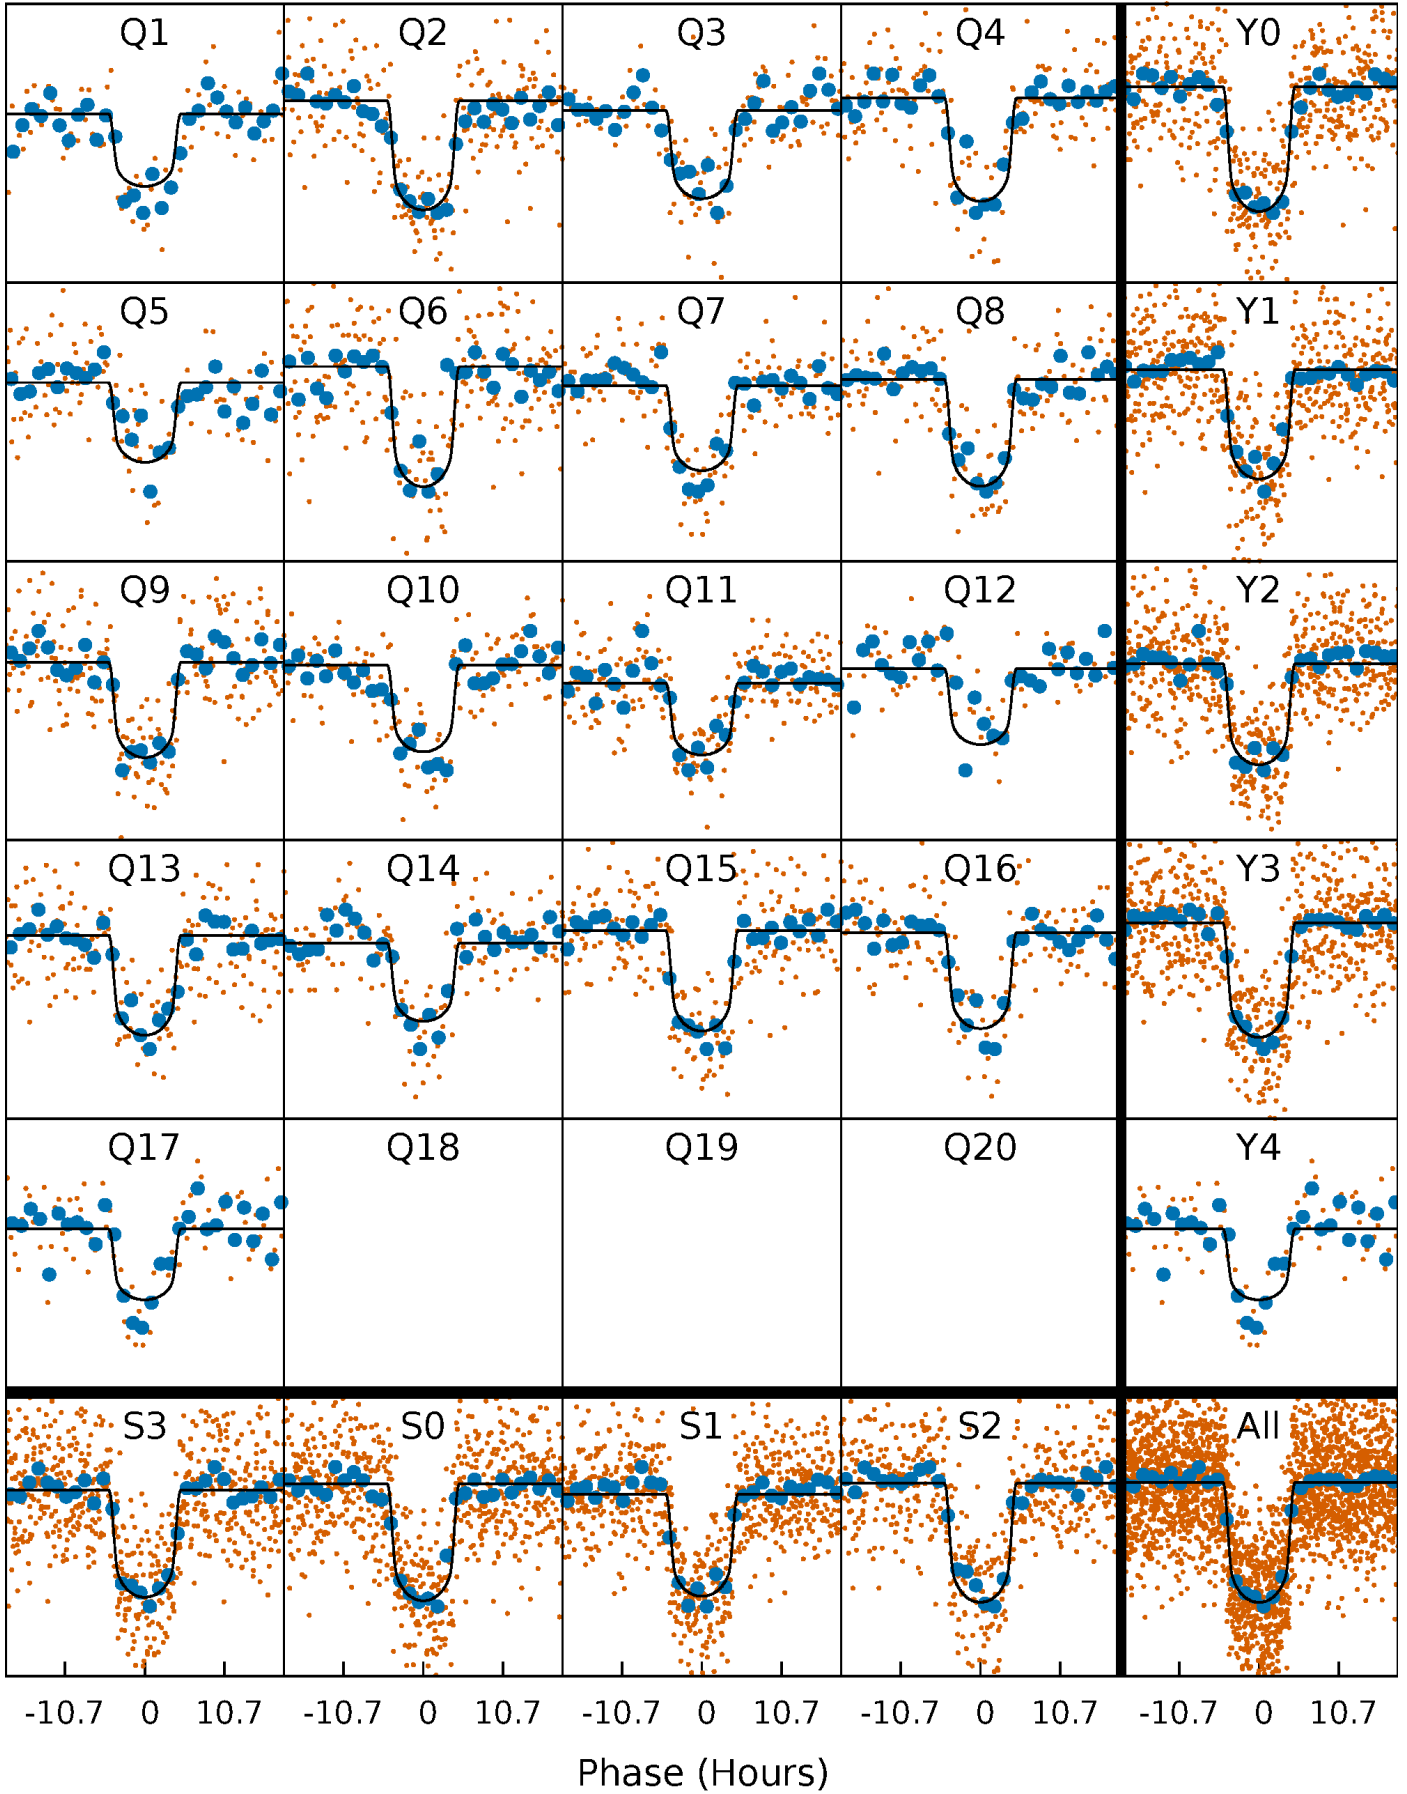 Q1 Q2 Q3 Q4 Y0
Q5 Q6 Q7 Q8 Y1
Q9 Q10 Q11 Q12 Y2
Q13 Q14 Q15 Q16 Y3
Q17 Q18 Q19 Q20 Y4
S3 S0 S1 S2 All
-10.7 0 10.7 -10.7 0 10.7 -10.7 0 10.7 -10.7 0 10.7 -10.7 0 10.7
Phase (Hours)